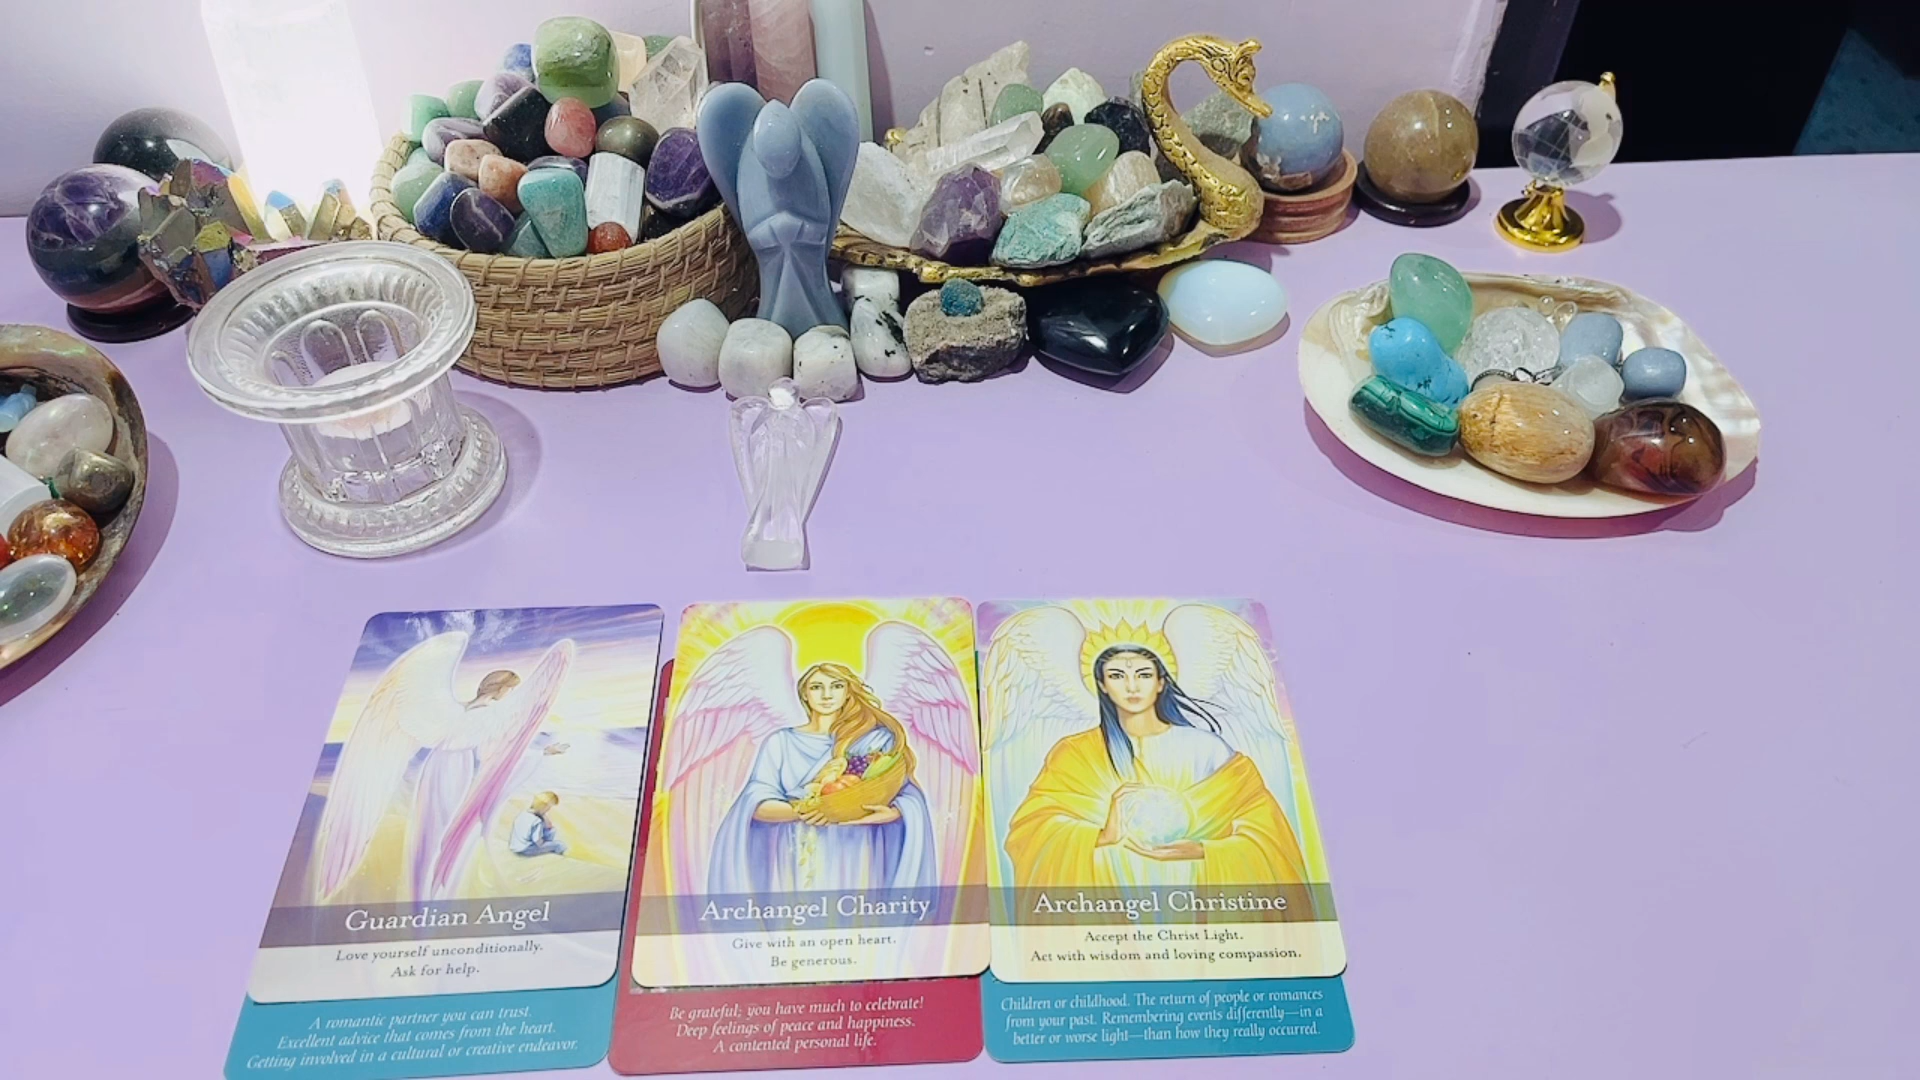 Guardian Angel
Love yourself unconditionally.
Ask for help.
A romantic partner you can trust.
Excellent advice that comes from the heart.
Getting involved in a cultural or creative endeavor.
Archangel Charity
Give with an open heart.
Be generous.
Be grateful; you have much to celebrate!
Deep feelings of peace and happiness.
A contented personal life.
Archangel Christine
Accept the Christ Light.
Act with wisdom and loving compassion.
Children or childhood. The return of people or romances
from your past. Remembering events differently—in a
better or worse light—than how they really occurred.